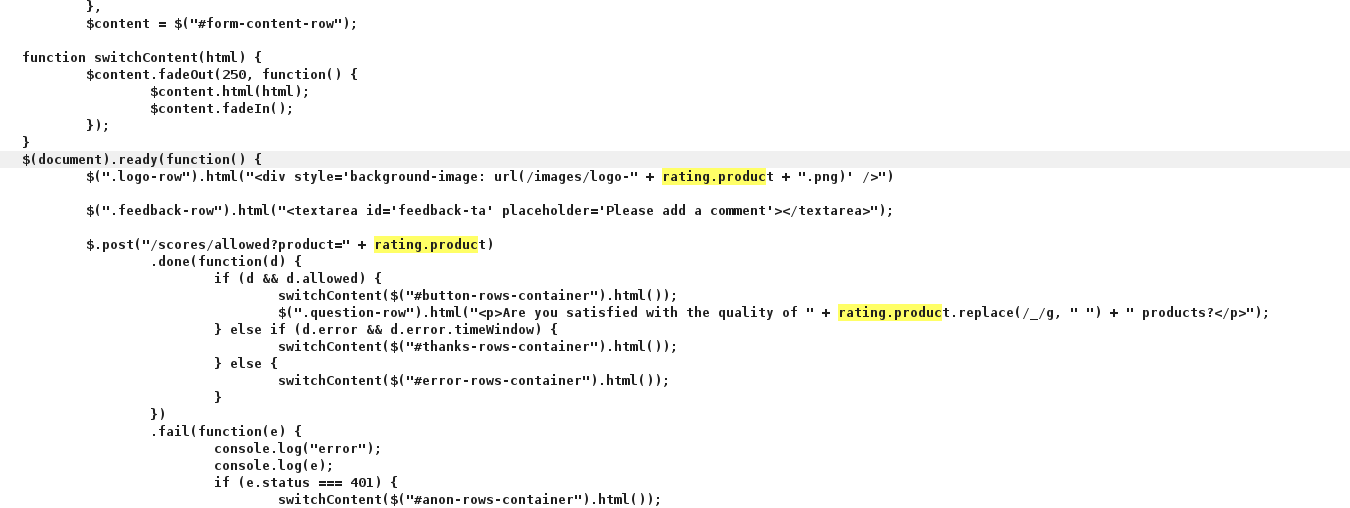 },
$content = $("#form-content-row");
function switchContent(html) {
$content.fadeOut(250, function() {
$content.html(html);
$content.fadeIn();
});
}
$(document).ready(function() {
$(".logo-row").html("<div style='background-image: url(/images/logo-" + rating.product + ".png)' />")
$(".feedback-row").html("<textarea id='feedback-ta' placeholder='Please add a comment'></textarea>");
$.post("/scores/allowed?product=" + rating.product)
.done(function(d) {
if (d && d.allowed) {
switchContent($("#button-rows-container").html());
$(".question-row").html("<p>Are you satisfied with the quality of " + rating.product.replace(/_/g, " ") + " products?</p>");
} else if (d.error && d.error.timeWindow) {
switchContent($("#thanks-rows-container").html());
} else {
switchContent($("#error-rows-container").html());
}
})
.fail(function(e) {
console.log("error");
console.log(e);
if (e.status === 401) {
switchContent($("#anon-rows-container").html());